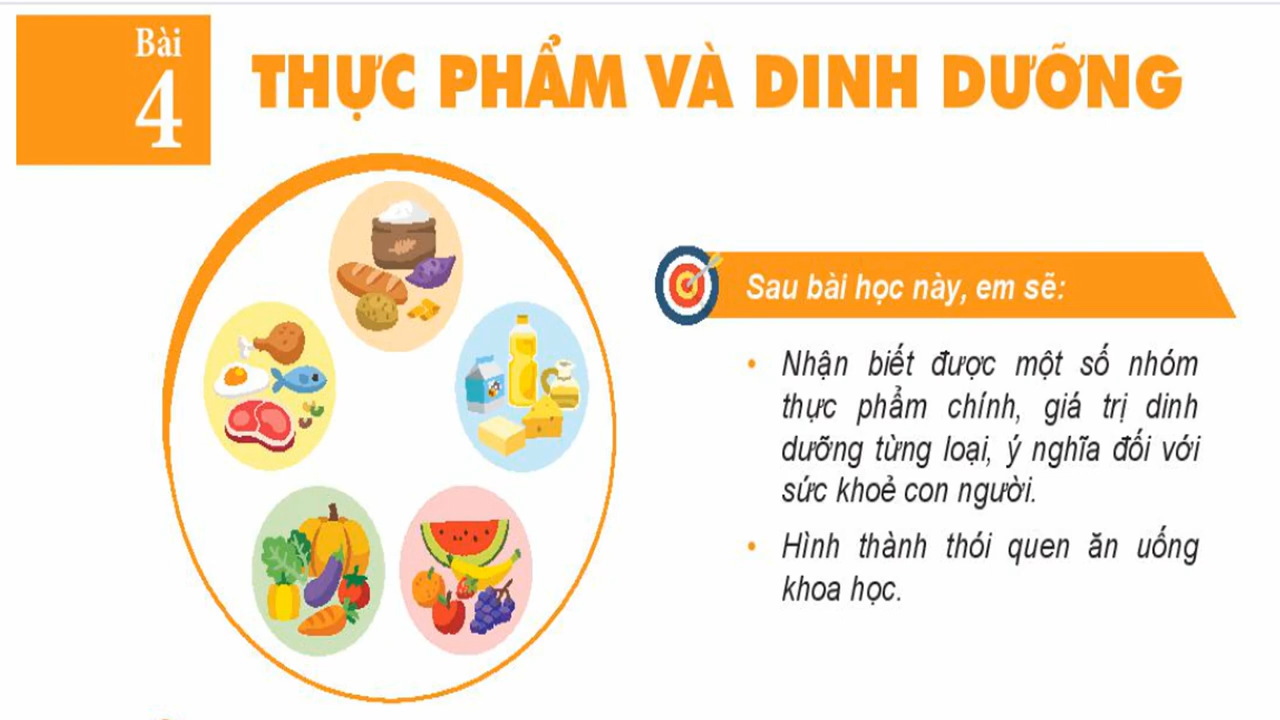 Bài
4
THỰC PHẨM VÀ DINH DƯỠNG
Sau bài học này, em sẽ:
• Nhận biết được một số nhóm
thực phẩm chính, giá trị dinh
dưỡng từng loại, ý nghĩa đối với
sức khoẻ con người.
• Hình thành thói quen ăn uống
khoa học.